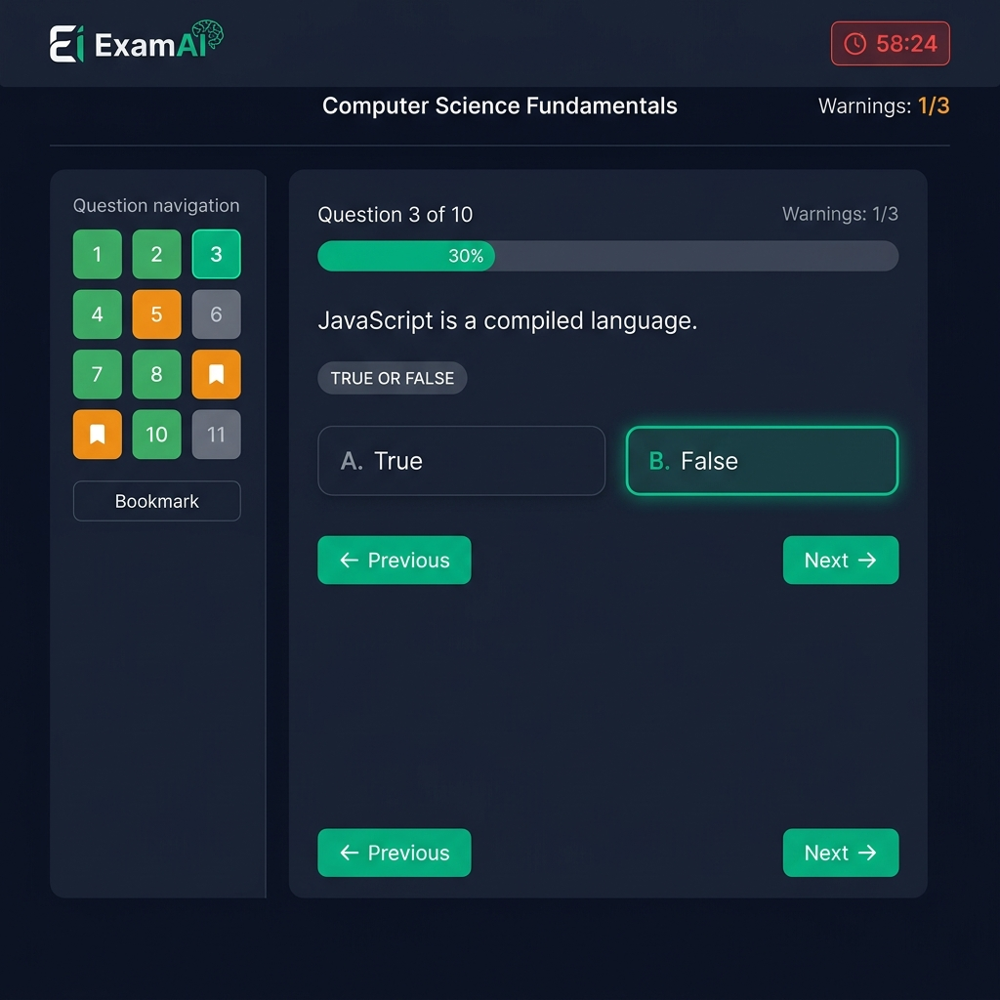 Ei ExamAI
58:24
Computer Science Fundamentals
Warnings: 1/3
Question navigation
1 2 3
4 5 6
7 8
10 11
Bookmark
Question 3 of 10
Warnings: 1/3
30%
JavaScript is a compiled language.
TRUE OR FALSE
A. True
B. False
← Previous
Next →
← Previous
Next →